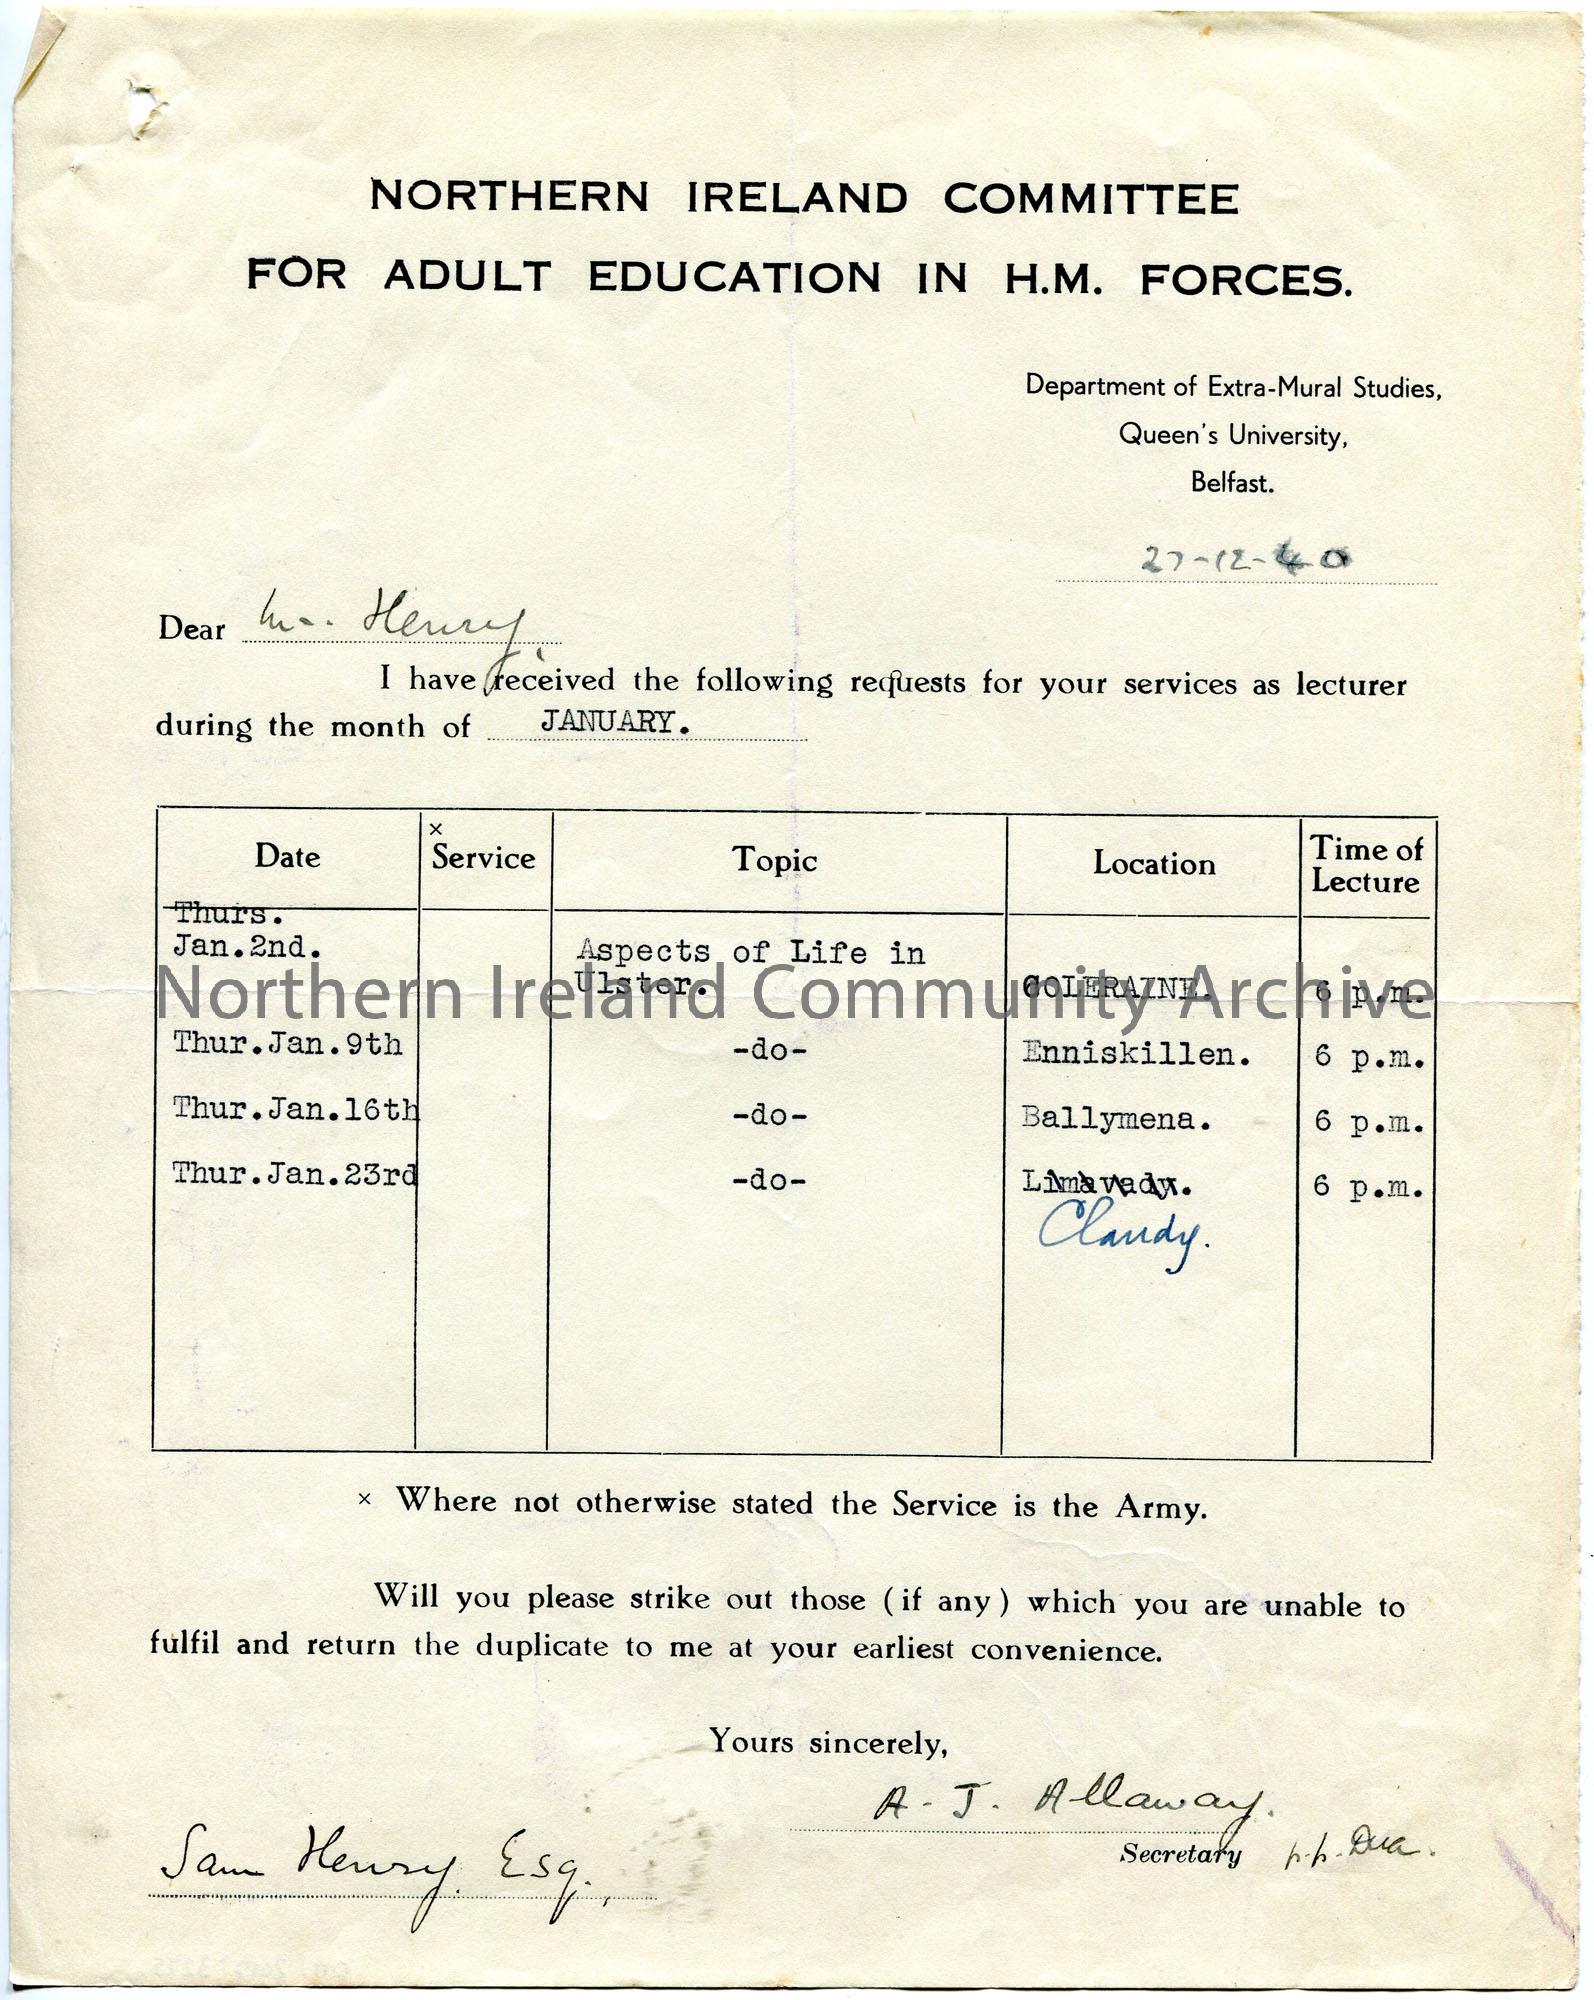 NORTHERN IRELAND COMMITTEE
FOR ADULT EDUCATION IN H.M. FORCES.
Department of Extra-Mural Studies,
Queen's University,
Belfast.
27-12-40
Dear Mr. Henry,
I have received the following requests for your services as lecturer
during the month of JANUARY.
Date × Service Topic Location Time of Lecture
Thurs.
Jan.2nd. Aspects of Life in
Ulster. COLERAINE. 6 p.m.
Northern Ireland Community Archive
Thur.Jan.9th -do- Enniskillen. 6 p.m.
Thur.Jan.16th -do- Ballymena. 6 p.m.
Thur.Jan.23rd -do- Limavady. 6 p.m.
Claudy.
× Where not otherwise stated the Service is the Army.
Will you please strike out those (if any) which you are unable to
fulfil and return the duplicate to me at your earliest convenience.
Yours sincerely,
A. J. Allaway.
Secretary p.p.
Sam Henry Esq.,